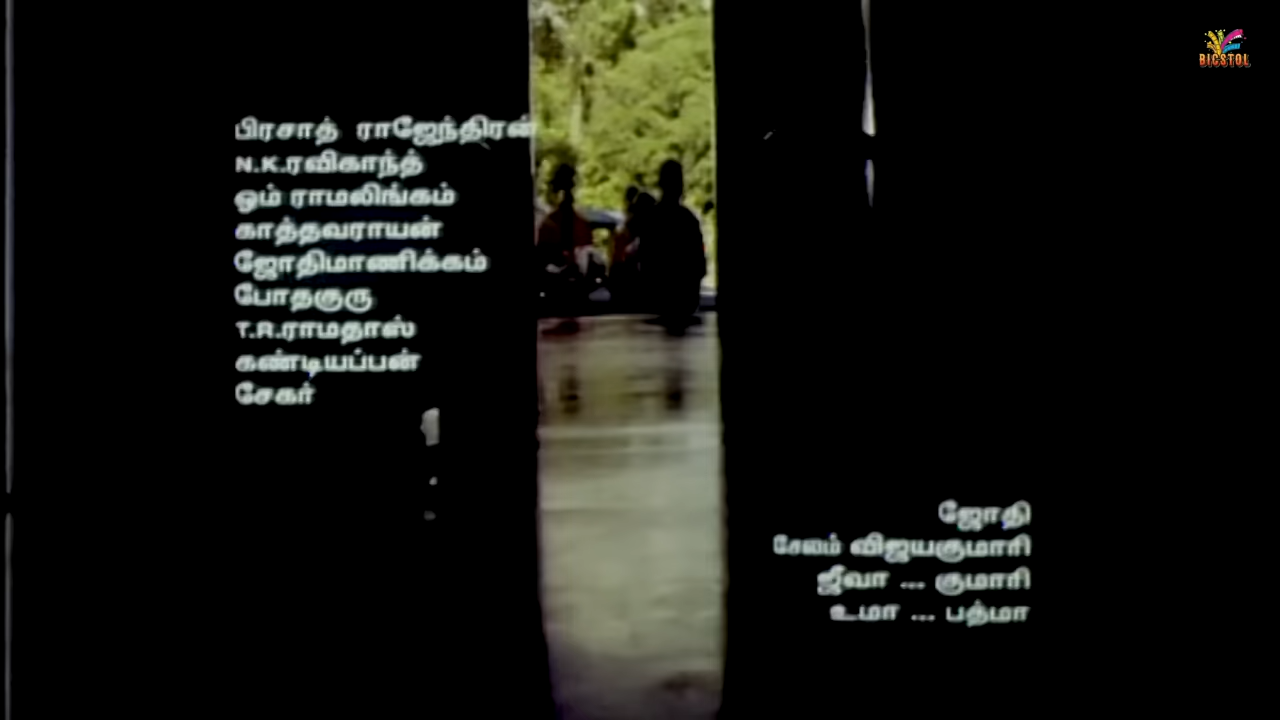 பிரசாத் ராஜேந்திரன்
N.K.ரவிகாந்த்
ஓம் ராமலிங்கம்
காத்தவராயன்
ஜோதிமாணிக்கம்
போதகுரு
T.R.ராமதாஸ்
கண்டியப்பன்
சேகர்
ஜோதி
சேலம் விஜயகுமாரி
ஜீவா ... குமாரி
உமா ... பத்மா
BIGSTOL